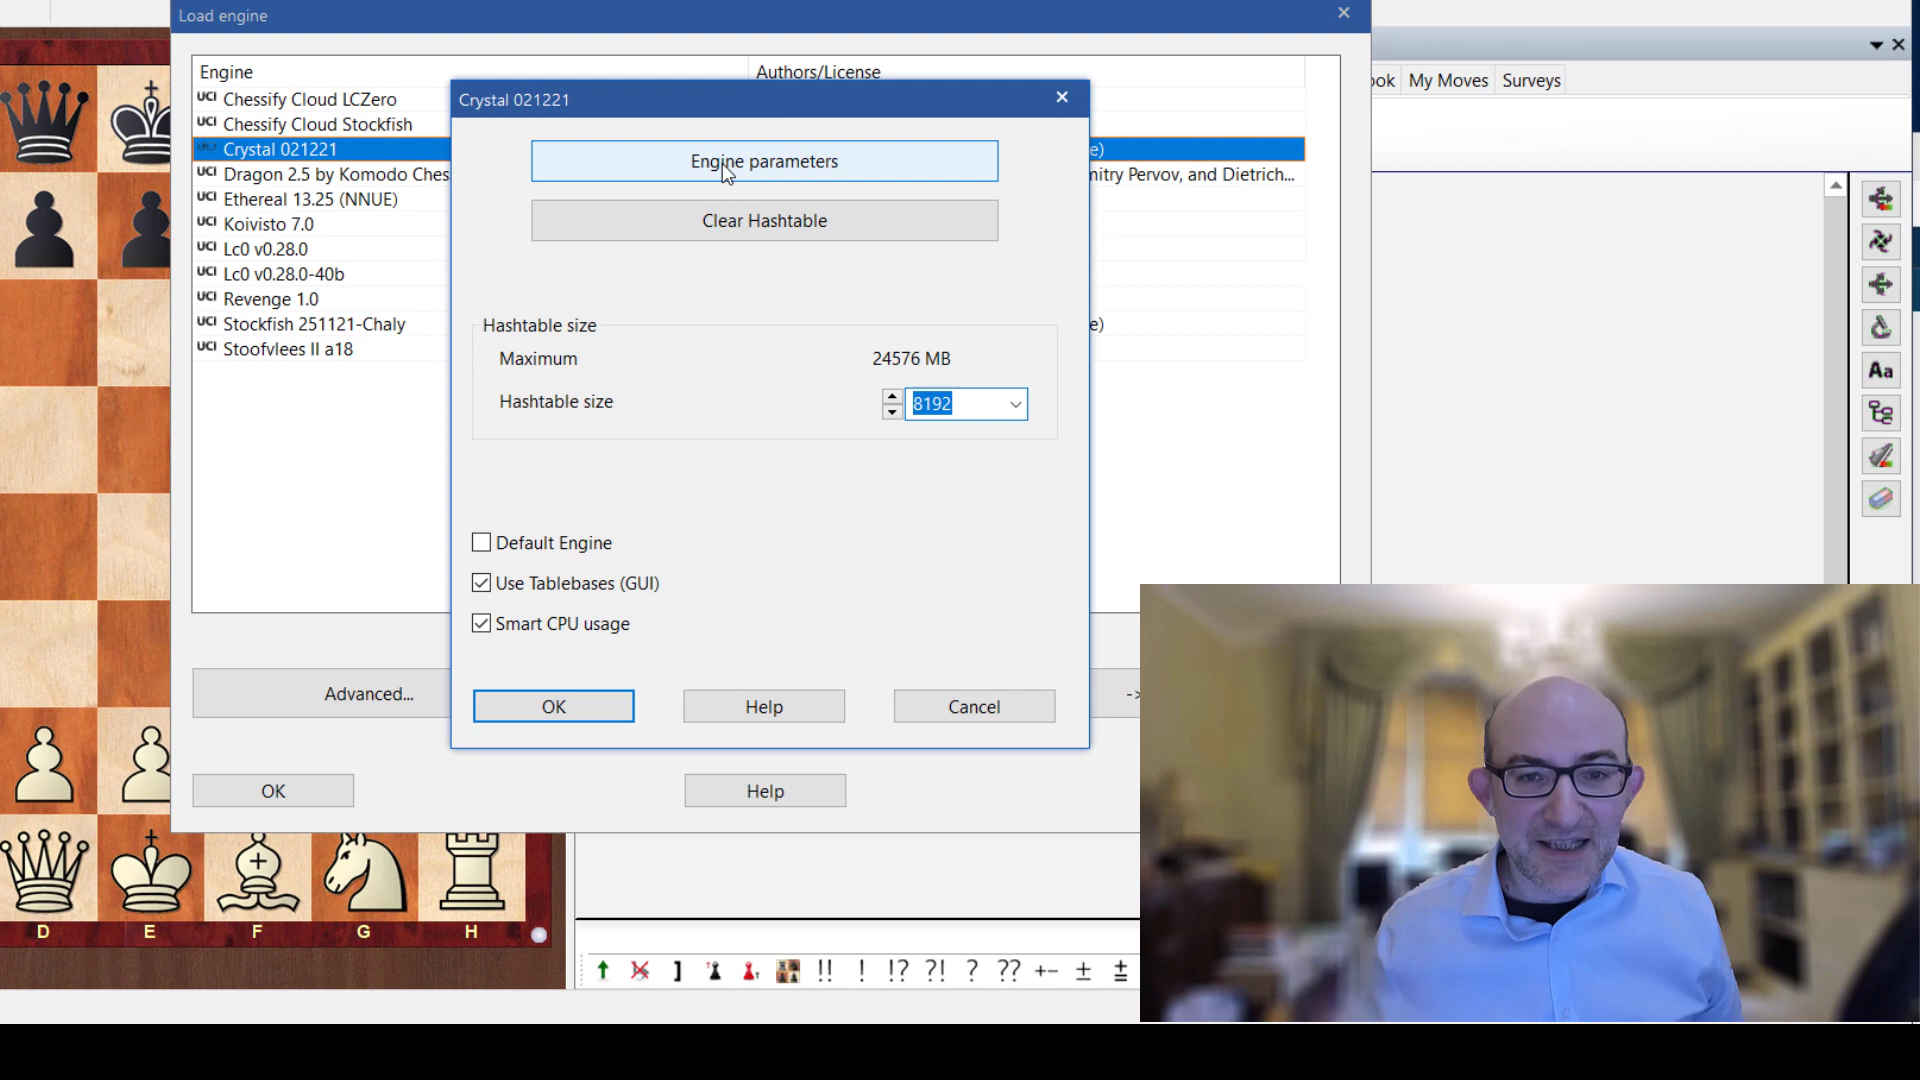 Load engine
Engine
Authors/License
UCI Chessify Cloud LCZero
UCI Chessify Cloud Stockfish
UCI Crystal 021221
e)
UCI Dragon 2.5 by Komodo Ches
nitry Pervov, and Dietrich...
UCI Ethereal 13.25 (NNUE)
UCI Koivisto 7.0
UCI Lc0 v0.28.0
UCI Lc0 v0.28.0-40b
UCI Revenge 1.0
UCI Stockfish 251121-Chaly
e)
UCI Stoofvlees II a18
Advanced...
->
OK
Help
Crystal 021221
Engine parameters
Clear Hashtable
Hashtable size
Maximum 24576 MB
Hashtable size 8192
Default Engine
Use Tablebases (GUI)
Smart CPU usage
OK Help Cancel
ook My Moves Surveys
Aa
D E F G H
] !! ! !? ?! ? ?? +- ± ⩲